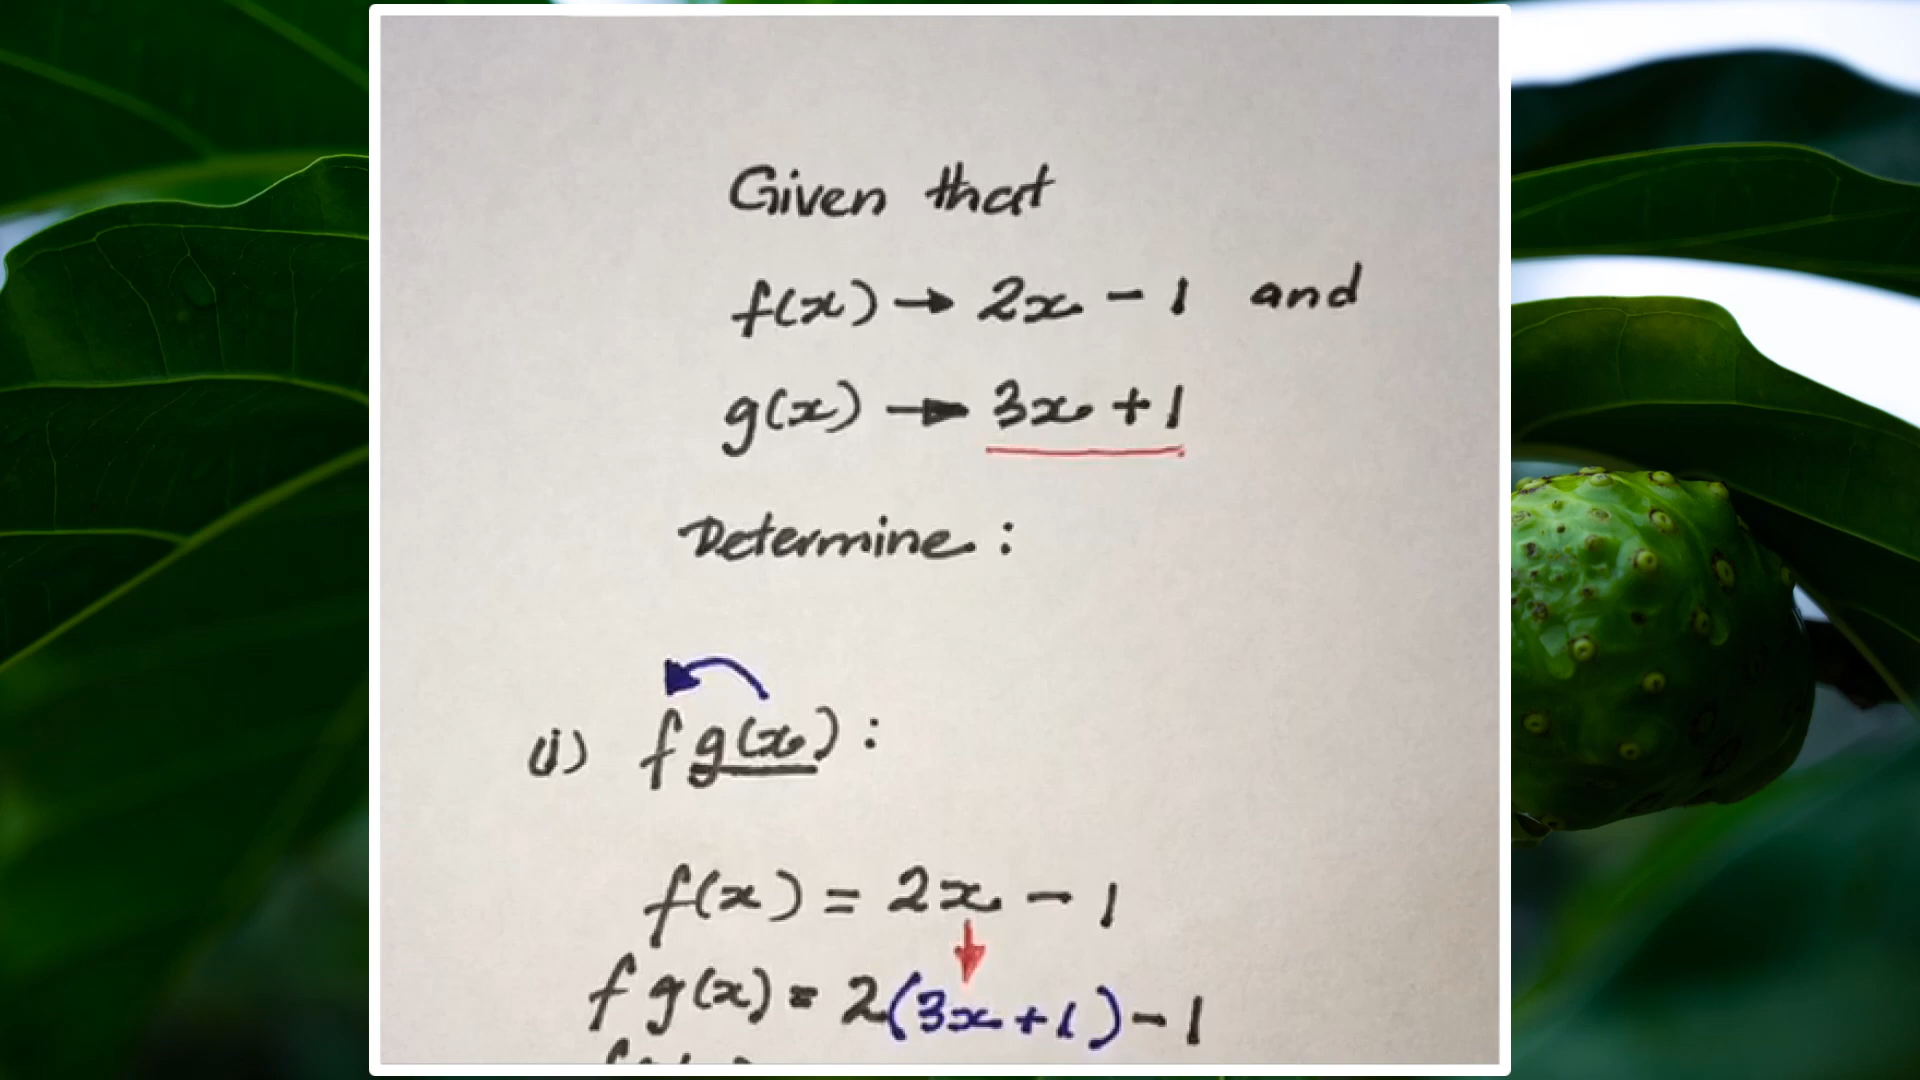 Given that
f(x) → 2x - 1 and
g(x) → 3x + 1
Determine :
(i) fg(x) :
f(x) = 2x - 1
fg(x) = 2(3x + 1) - 1